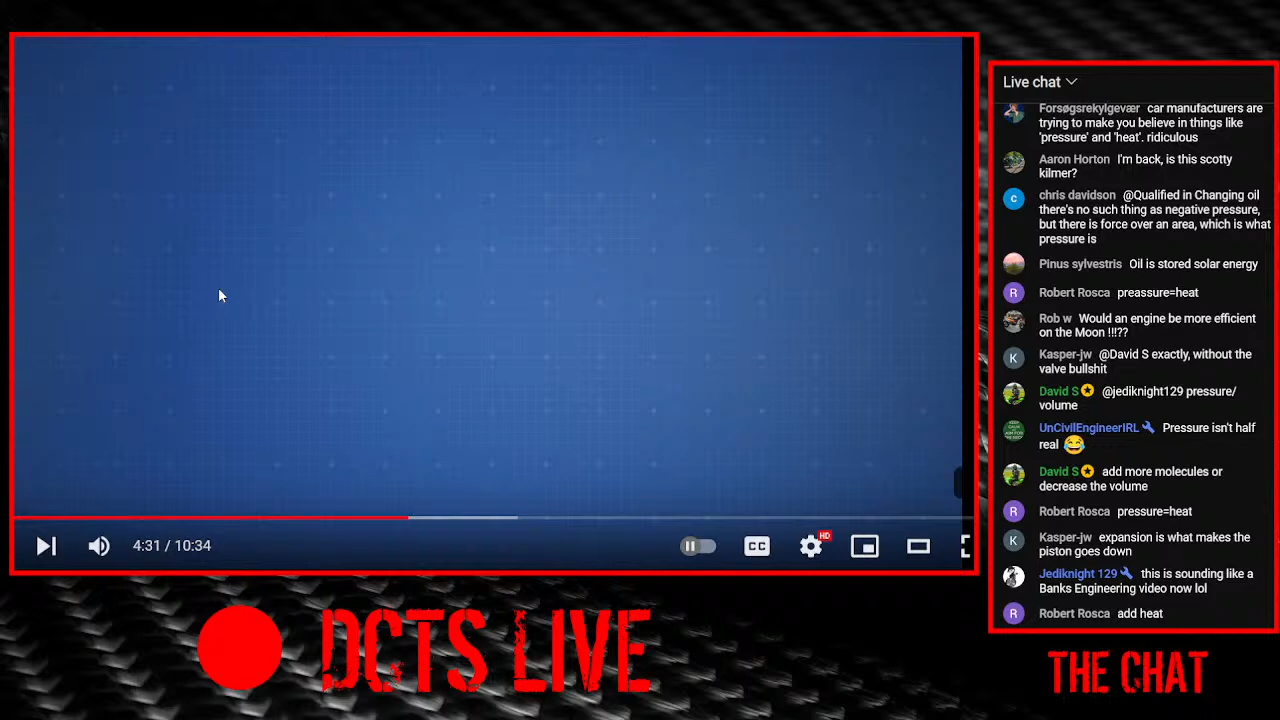 Live chat
Forsøgsrekylgevær car manufacturers are
trying to make you believe in things like
'pressure' and 'heat'. ridiculous
Aaron Horton I'm back, is this scotty
kilmer?
c
chris davidson @Qualified in Changing oil
there's no such thing as negative pressure,
but there is force over an area, which is what
pressure is
Pinus sylvestris Oil is stored solar energy
R
Robert Rosca preassure=heat
Rob w Would an engine be more efficient
on the Moon !!!??
K
Kasper-jw @David S exactly, without the
valve bullshit
David S @jediknight129 pressure/
volume
UnCivilEngineerIRL Pressure isn't half
real 😂
David S add more molecules or
decrease the volume
R
Robert Rosca pressure=heat
K
Kasper-jw expansion is what makes the
piston goes down
Jediknight 129 this is sounding like a
Banks Engineering video now lol
R
Robert Rosca add heat
4:31 / 10:34
CC
HD
DCTS LIVE
THE CHAT